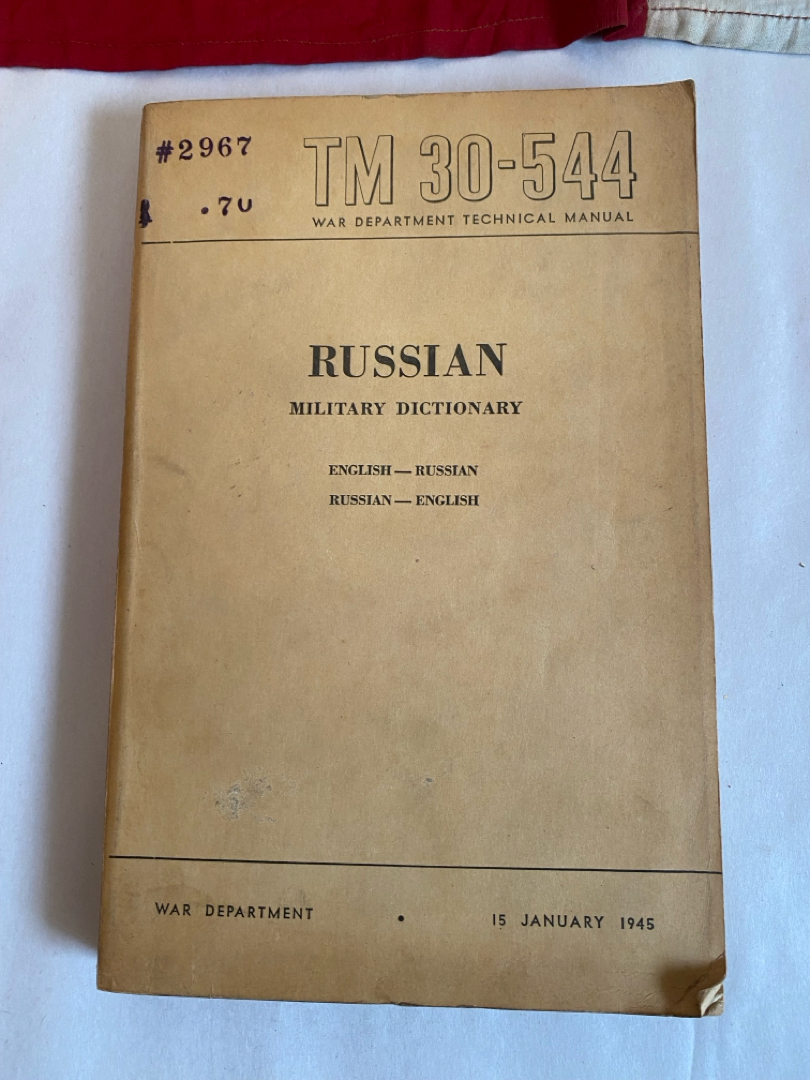 #2967
.70
TM 30-544
WAR DEPARTMENT TECHNICAL MANUAL
RUSSIAN
MILITARY DICTIONARY
ENGLISH — RUSSIAN
RUSSIAN — ENGLISH
WAR DEPARTMENT • 15 JANUARY 1945